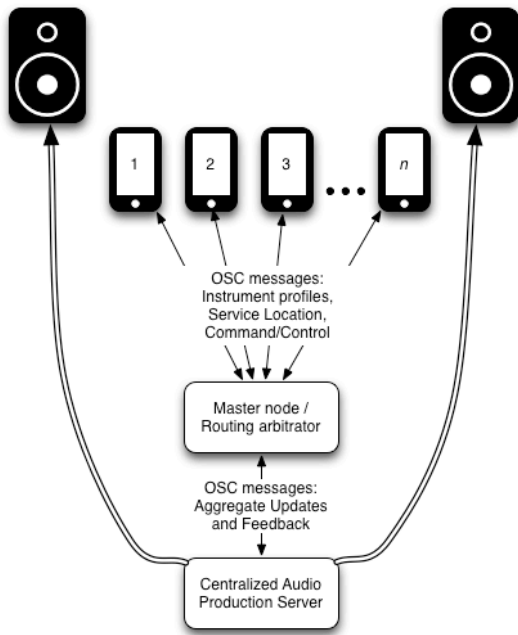 1
2
3
n
OSC messages:
Instrument profiles,
Service Location,
Command/Control
Master node /
Routing arbitrator
OSC messages:
Aggregate Updates
and Feedback
Centralized Audio
Production Server